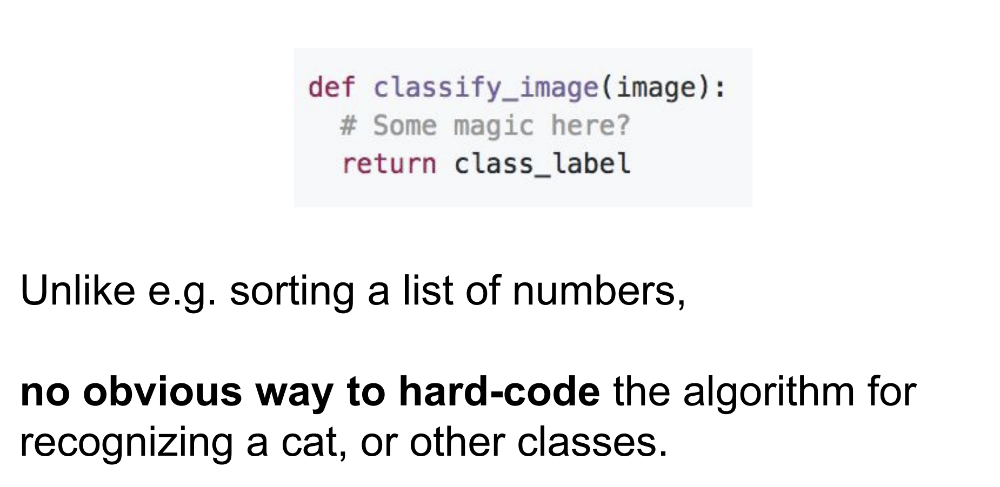 def classify_image(image):
# Some magic here?
return class_label
Unlike e.g. sorting a list of numbers,
no obvious way to hard-code the algorithm for
recognizing a cat, or other classes.